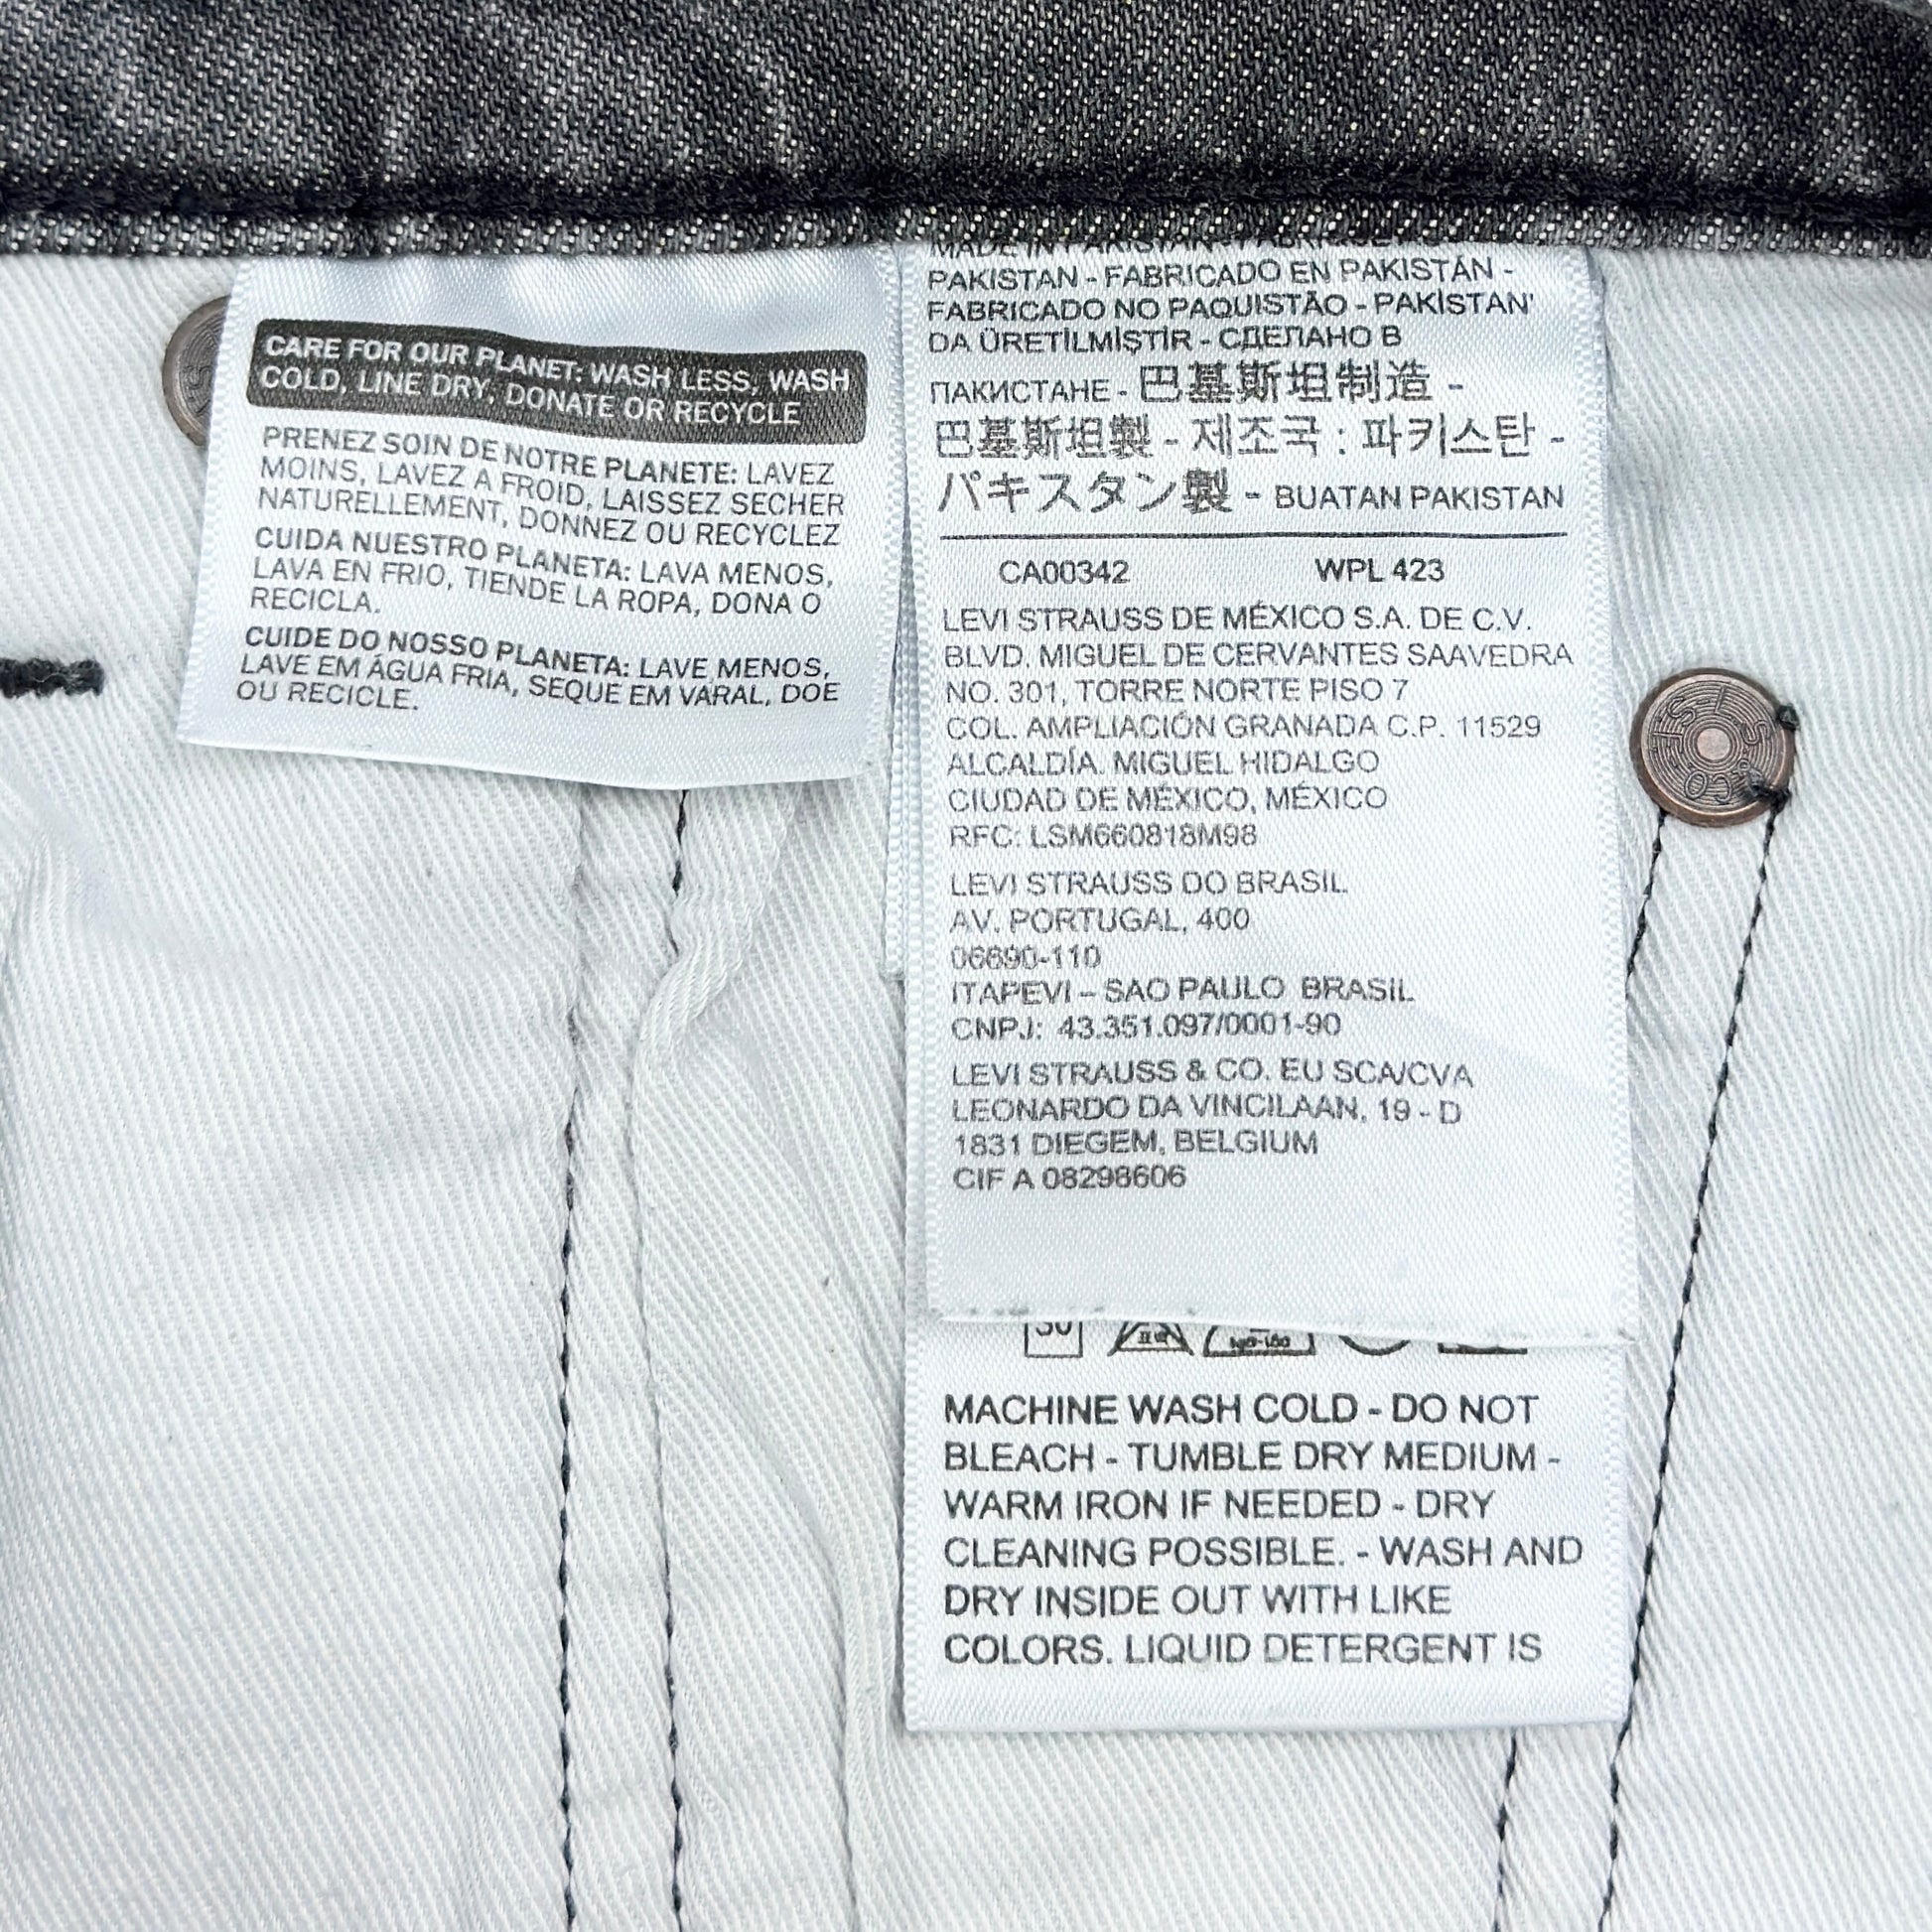 CARE FOR OUR PLANET: WASH LESS, WASH
COLD, LINE DRY, DONATE OR RECYCLE
PRENEZ SOIN DE NOTRE PLANETE: LAVEZ
MOINS, LAVEZ A FROID, LAISSEZ SECHER
NATURELLEMENT, DONNEZ OU RECYCLEZ
CUIDA NUESTRO PLANETA: LAVA MENOS,
LAVA EN FRIO, TIENDE LA ROPA, DONA O
RECICLA.
CUIDE DO NOSSO PLANETA: LAVE MENOS,
LAVE EM ÁGUA FRIA, SEQUE EM VARAL, DOE
OU RECICLE.
MADE IN PAKISTAN
PAKISTAN - FABRICADO EN PAKISTÁN -
FABRICADO NO PAQUISTÃO - PAKİSTAN'
DA ÜRETİLMİŞTİR - СДЕЛАНО В
ПАКИСТАНЕ - 巴基斯坦制造 -
巴基斯坦製 - 제조국 : 파키스탄 -
パキスタン製 - BUATAN PAKISTAN
CA00342 WPL 423
LEVI STRAUSS DE MÉXICO S.A. DE C.V.
BLVD. MIGUEL DE CERVANTES SAAVEDRA
NO. 301, TORRE NORTE PISO 7
COL. AMPLIACIÓN GRANADA C.P. 11529
ALCALDÍA. MIGUEL HIDALGO
CIUDAD DE MÉXICO, MÉXICO
RFC: LSM660818M98
LEVI STRAUSS DO BRASIL
AV. PORTUGAL, 400
06690-110
ITAPEVI – SAO PAULO BRASIL
CNPJ: 43.351.097/0001-90
LEVI STRAUSS & CO. EU SCA/CVA
LEONARDO DA VINCILAAN, 19 - D
1831 DIEGEM, BELGIUM
CIF A 08298606
30
MACHINE WASH COLD - DO NOT
BLEACH - TUMBLE DRY MEDIUM -
WARM IRON IF NEEDED - DRY
CLEANING POSSIBLE. - WASH AND
DRY INSIDE OUT WITH LIKE
COLORS. LIQUID DETERGENT IS